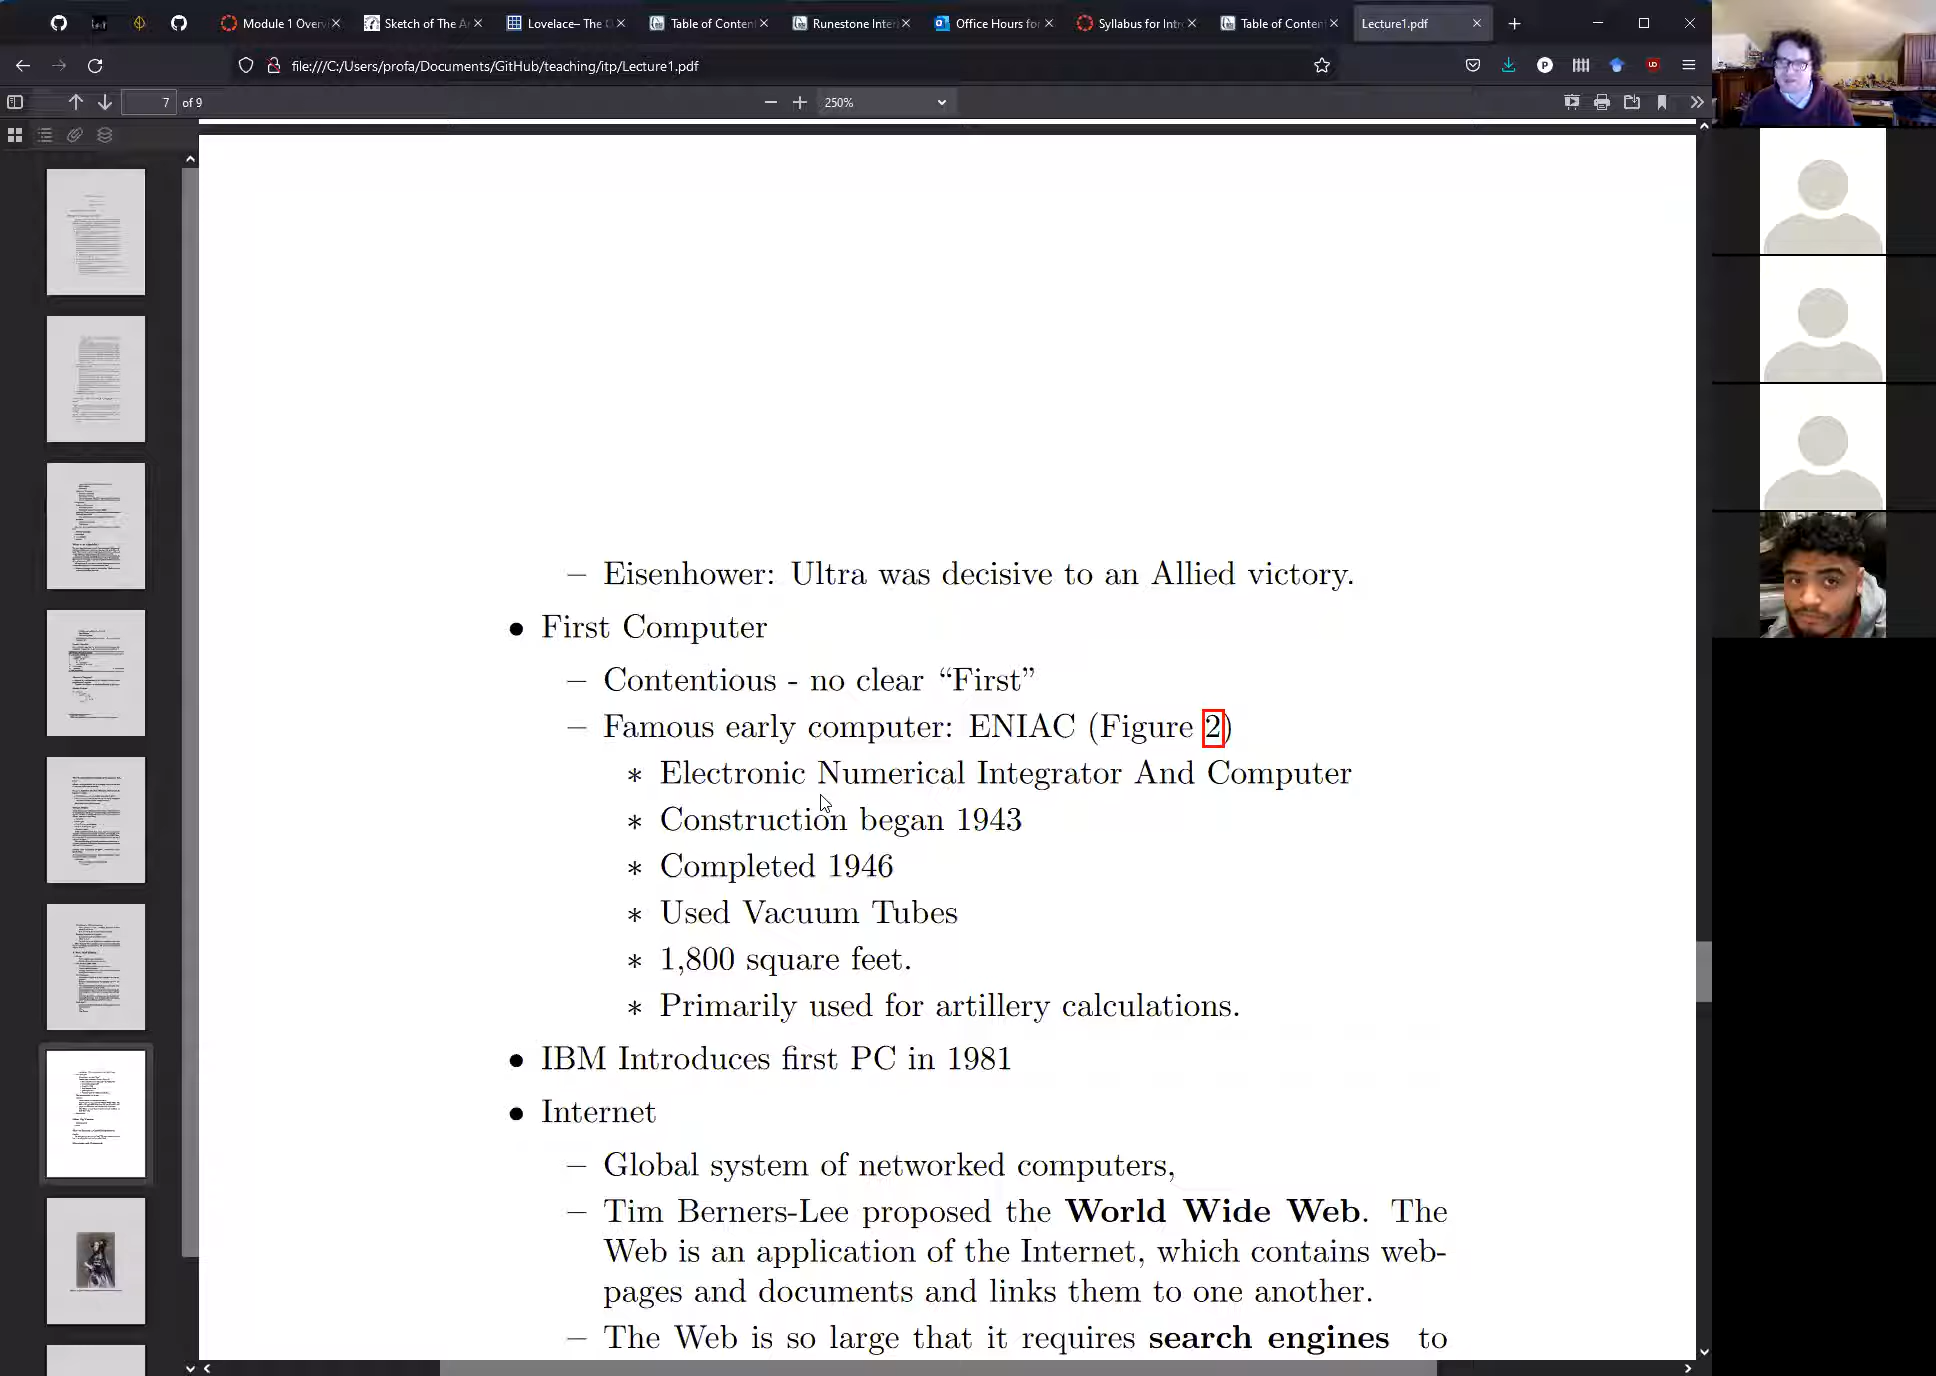 Module 1 Overvi
Sketch of The A
Lovelace– The
Table of Conten
Runestone Inter
Office Hours for
Syllabus for Intr
Table of Conten
Lecture1.pdf
file:///C:/Users/profa/Documents/GitHub/teaching/itp/Lecture1.pdf
7 of 9
250%
– Eisenhower: Ultra was decisive to an Allied victory.
• First Computer
– Contentious - no clear “First”
– Famous early computer: ENIAC (Figure 2)
∗ Electronic Numerical Integrator And Computer
∗ Construction began 1943
∗ Completed 1946
∗ Used Vacuum Tubes
∗ 1,800 square feet.
∗ Primarily used for artillery calculations.
• IBM Introduces first PC in 1981
• Internet
– Global system of networked computers,
– Tim Berners-Lee proposed the World Wide Web. The
Web is an application of the Internet, which contains web-
pages and documents and links them to one another.
– The Web is so large that it requires search engines to